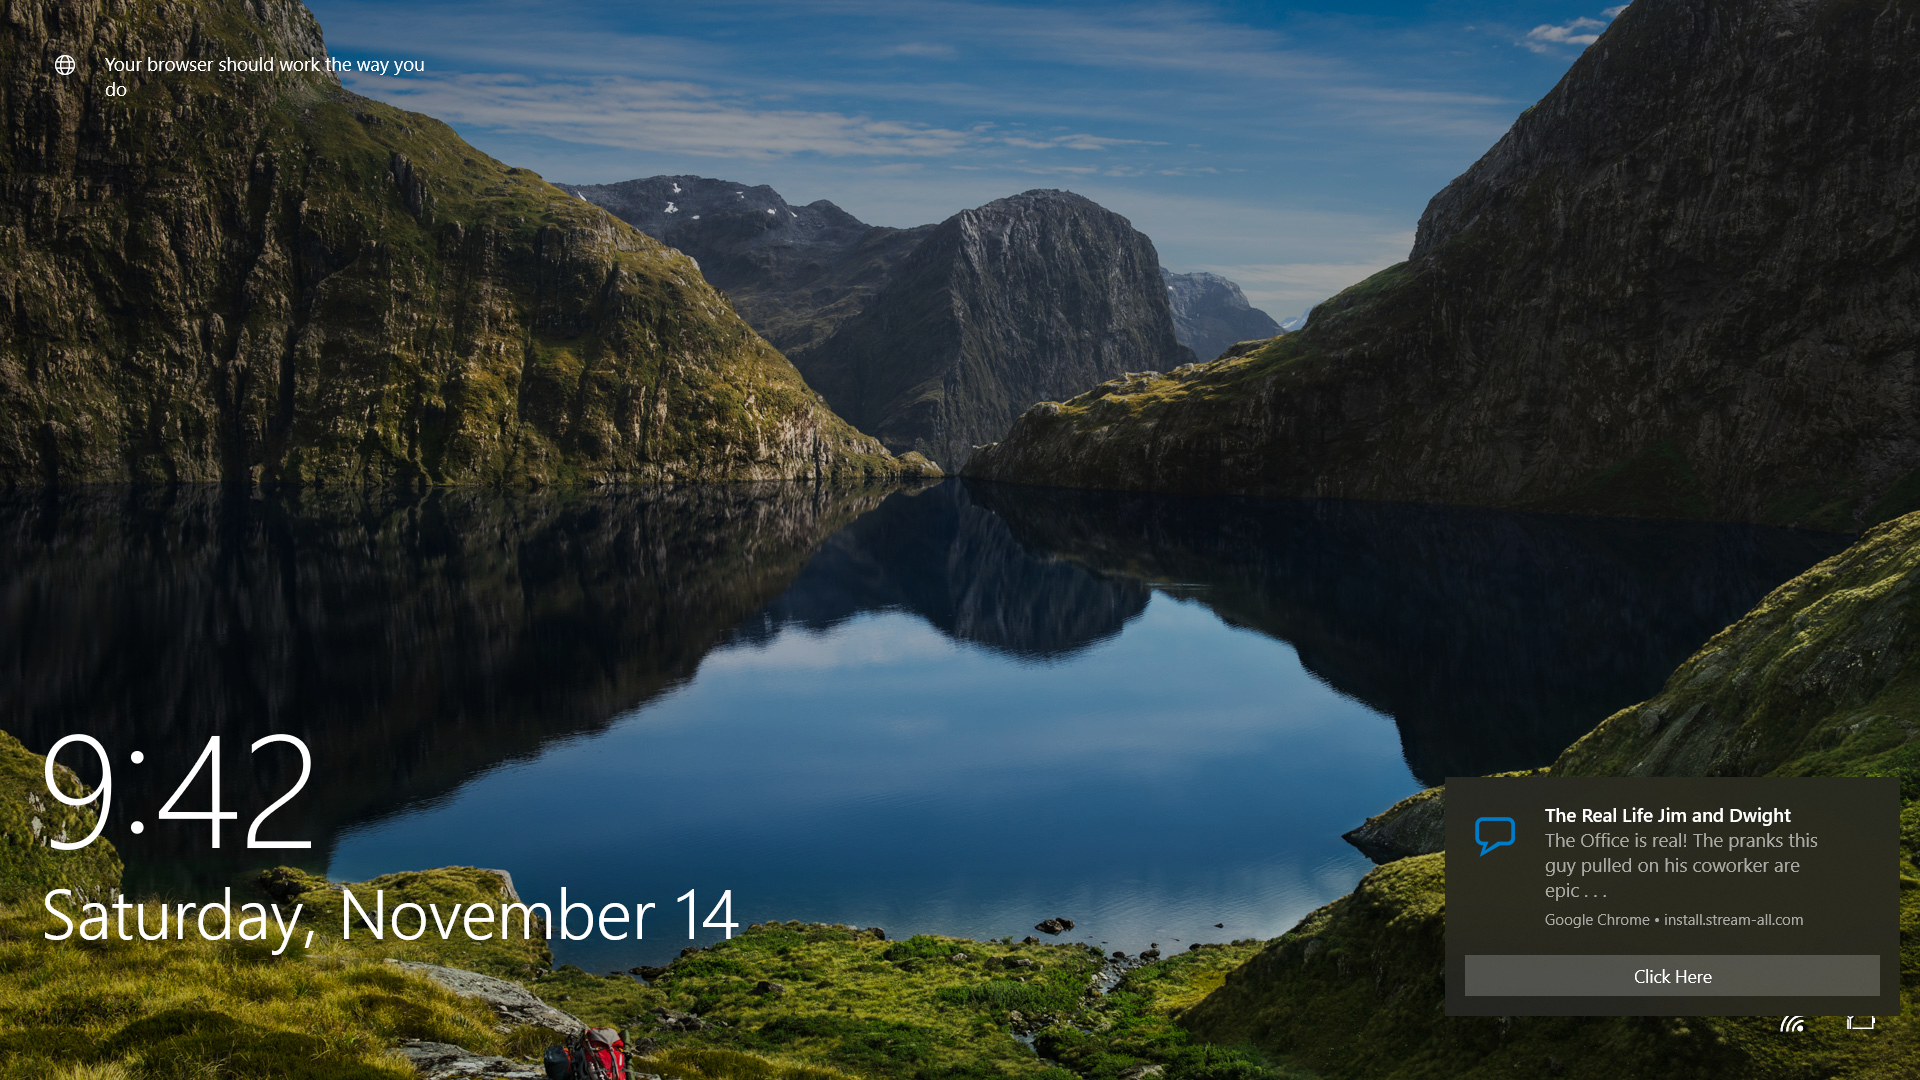 Your browser should work the way you
do
9:42
Saturday, November 14
The Real Life Jim and Dwight
The Office is real! The pranks this
guy pulled on his coworker are
epic . . .
Google Chrome • install.stream-all.com
Click Here